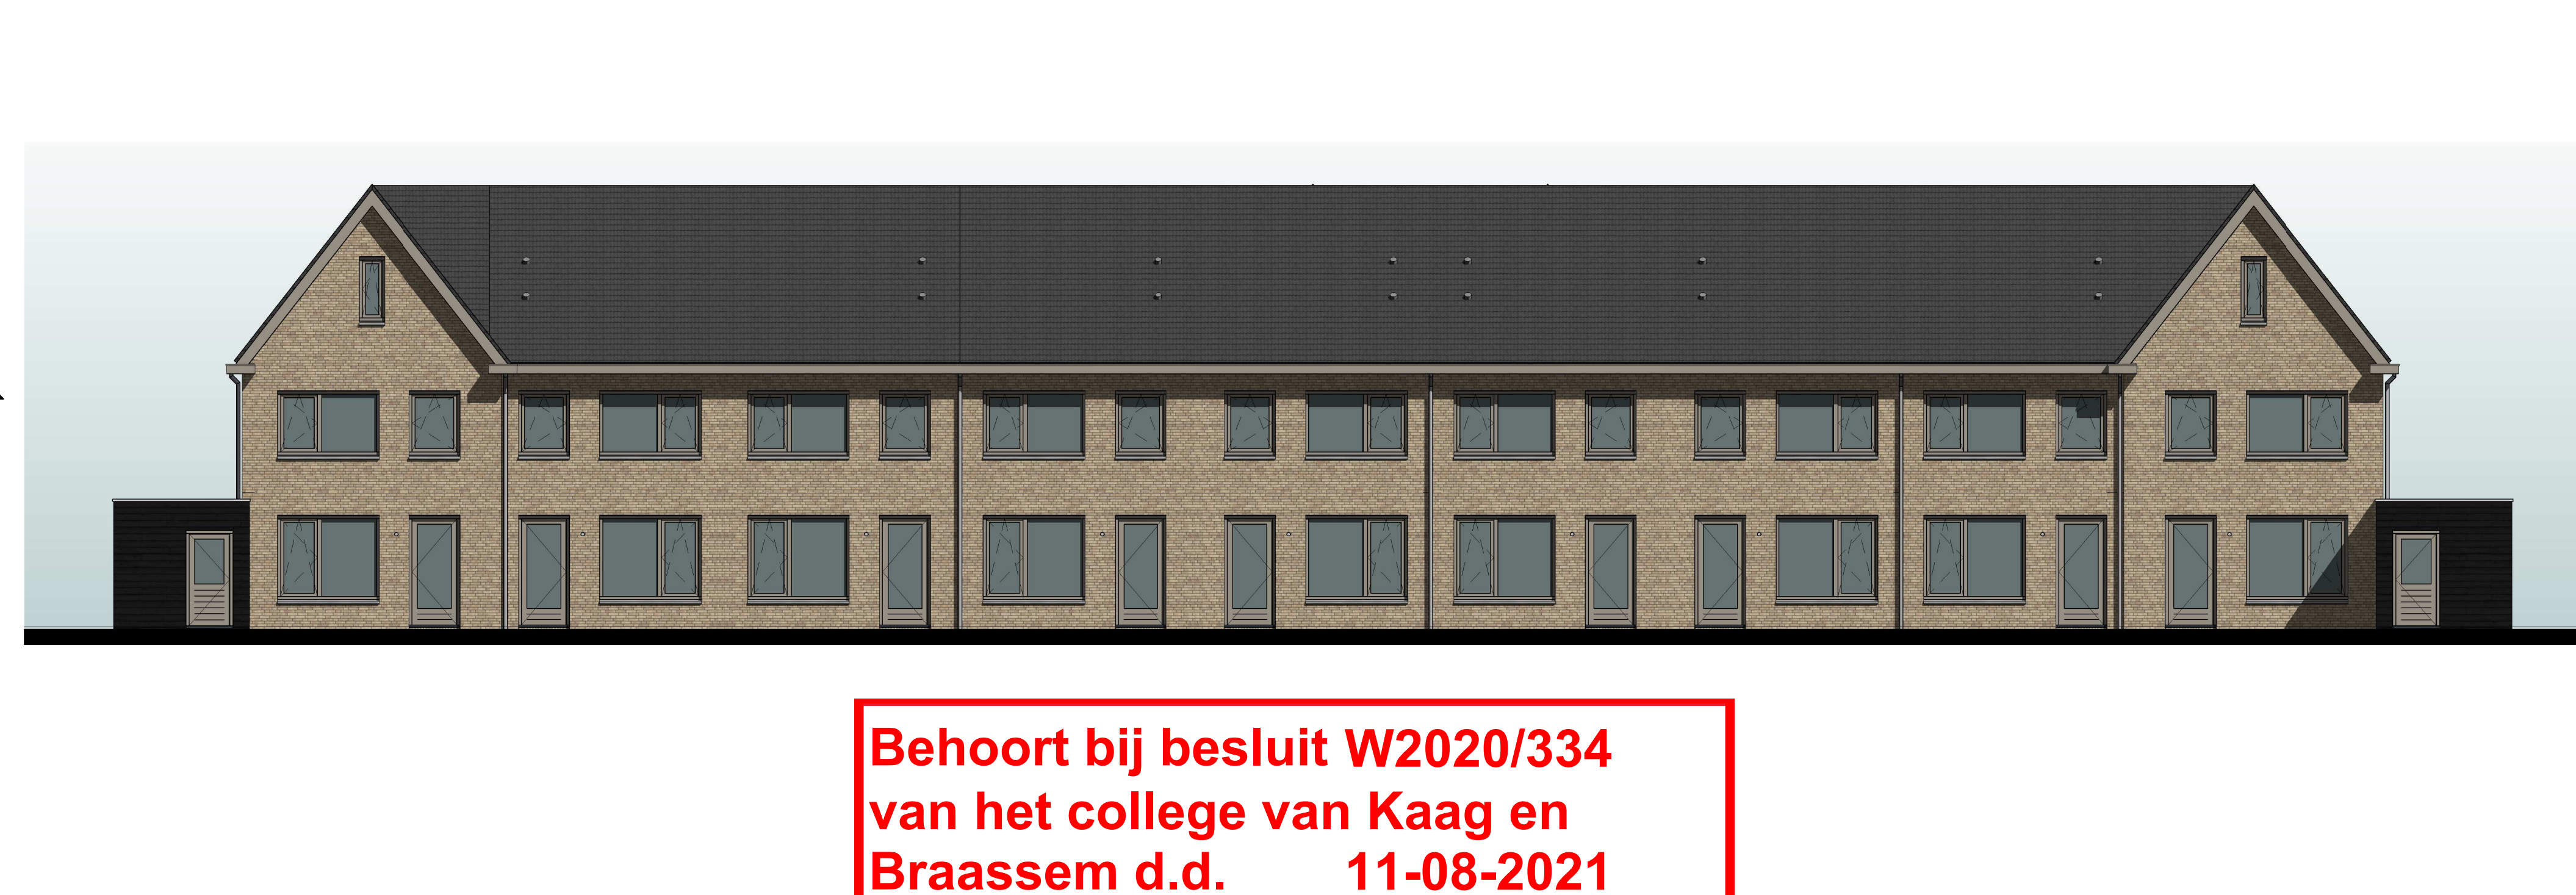 Behoort bij besluit W2020/334
van het college van Kaag en
Braassem d.d. 11-08-2021